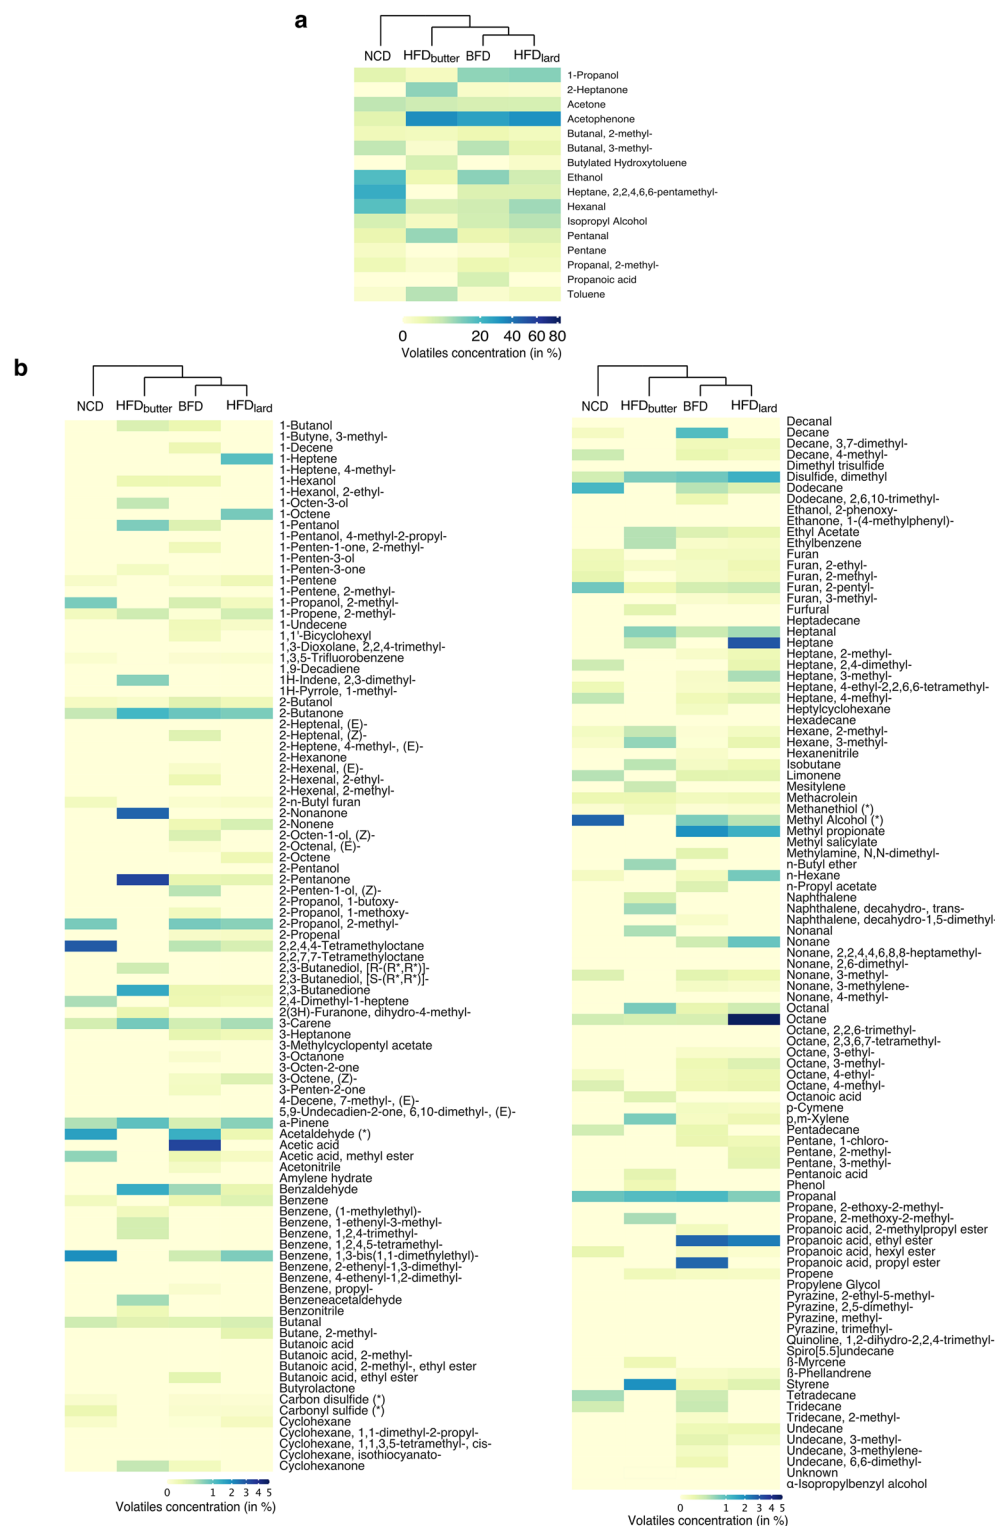 a
NCD HFDbutter BFD HFDlard
1-Propanol
2-Heptanone
Acetone
Acetophenone
Butanal, 2-methyl-
Butanal, 3-methyl-
Butylated Hydroxytoluene
Ethanol
Heptane, 2,2,4,6,6-pentamethyl-
Hexanal
Isopropyl Alcohol
Pentanal
Pentane
Propanal, 2-methyl-
Propanoic acid
Toluene
0 20 40 60 80
Volatiles concentration (in %)
b
NCD HFDbutter BFD HFDlard
1-Butanol
1-Butyne, 3-methyl-
1-Decene
1-Heptene
1-Heptene, 4-methyl-
1-Hexanol
1-Hexanol, 2-ethyl-
1-Octen-3-ol
1-Octene
1-Pentanol
1-Pentanol, 4-methyl-2-propyl-
1-Penten-1-one, 2-methyl-
1-Penten-3-ol
1-Penten-3-one
1-Pentene
1-Pentene, 2-methyl-
1-Propanol, 2-methyl-
1-Propene, 2-methyl-
1-Undecene
1,1'-Bicyclohexyl
1,3-Dioxolane, 2,2,4-trimethyl-
1,3,5-Trifluorobenzene
1,9-Decadiene
1H-Indene, 2,3-dimethyl-
1H-Pyrrole, 1-methyl-
2-Butanol
2-Butanone
2-Heptenal, (E)-
2-Heptenal, (Z)-
2-Heptene, 4-methyl-, (E)-
2-Hexanone
2-Hexenal, (E)-
2-Hexenal, 2-ethyl-
2-Hexenal, 2-methyl-
2-n-Butyl furan
2-Nonanone
2-Nonene
2-Octen-1-ol, (Z)-
2-Octenal, (E)-
2-Octene
2-Pentanol
2-Pentanone
2-Penten-1-ol, (Z)-
2-Propanol, 1-butoxy-
2-Propanol, 1-methoxy-
2-Propanol, 2-methyl-
2-Propenal
2,2,4,4-Tetramethyloctane
2,2,7,7-Tetramethyloctane
2,3-Butanediol, [R-(R*,R*)]-
2,3-Butanediol, [S-(R*,R*)]-
2,3-Butanedione
2,4-Dimethyl-1-heptene
2(3H)-Furanone, dihydro-4-methyl-
3-Carene
3-Heptanone
3-Methylcyclopentyl acetate
3-Octanone
3-Octen-2-one
3-Octene, (Z)-
3-Penten-2-one
4-Decene, 7-methyl-, (E)-
5,9-Undecadien-2-one, 6,10-dimethyl-, (E)-
a-Pinene
Acetaldehyde (*)
Acetic acid
Acetic acid, methyl ester
Acetonitrile
Amylene hydrate
Benzaldehyde
Benzene
Benzene, (1-methylethyl)-
Benzene, 1-ethenyl-3-methyl-
Benzene, 1,2,4-trimethyl-
Benzene, 1,2,4,5-tetramethyl-
Benzene, 1,3-bis(1,1-dimethylethyl)-
Benzene, 2-ethenyl-1,3-dimethyl-
Benzene, 4-ethenyl-1,2-dimethyl-
Benzene, propyl-
Benzeneacetaldehyde
Benzonitrile
Butanal
Butane, 2-methyl-
Butanoic acid
Butanoic acid, 2-methyl-
Butanoic acid, 2-methyl-, ethyl ester
Butanoic acid, ethyl ester
Butyrolactone
Carbon disulfide (*)
Carbonyl sulfide (*)
Cyclohexane
Cyclohexane, 1,1-dimethyl-2-propyl-
Cyclohexane, 1,1,3,5-tetramethyl-, cis-
Cyclohexane, isothiocyanato-
Cyclohexanone
0 1 2 3 4 5
Volatiles concentration (in %)
NCD HFDbutter BFD HFDlard
Decanal
Decane
Decane, 3,7-dimethyl-
Decane, 4-methyl-
Dimethyl trisulfide
Disulfide, dimethyl
Dodecane
Dodecane, 2,6,10-trimethyl-
Ethanol, 2-phenoxy-
Ethanone, 1-(4-methylphenyl)-
Ethyl Acetate
Ethylbenzene
Furan
Furan, 2-ethyl-
Furan, 2-methyl-
Furan, 2-pentyl-
Furan, 3-methyl-
Furfural
Heptadecane
Heptanal
Heptane
Heptane, 2-methyl-
Heptane, 2,4-dimethyl-
Heptane, 3-methyl-
Heptane, 4-ethyl-2,2,6,6-tetramethyl-
Heptane, 4-methyl-
Heptylcyclohexane
Hexadecane
Hexane, 2-methyl-
Hexane, 3-methyl-
Hexanenitrile
Isobutane
Limonene
Mesitylene
Methacrolein
Methanethiol (*)
Methyl Alcohol (*)
Methyl propionate
Methyl salicylate
Methylamine, N,N-dimethyl-
n-Butyl ether
n-Hexane
n-Propyl acetate
Naphthalene
Naphthalene, decahydro-, trans-
Naphthalene, decahydro-1,5-dimethyl-
Nonanal
Nonane
Nonane, 2,2,4,4,6,8,8-heptamethyl-
Nonane, 2,6-dimethyl-
Nonane, 3-methyl-
Nonane, 3-methylene-
Nonane, 4-methyl-
Octanal
Octane
Octane, 2,2,6-trimethyl-
Octane, 2,3,6,7-tetramethyl-
Octane, 3-ethyl-
Octane, 3-methyl-
Octane, 4-ethyl-
Octane, 4-methyl-
Octanoic acid
p-Cymene
p,m-Xylene
Pentadecane
Pentane, 1-chloro-
Pentane, 2-methyl-
Pentane, 3-methyl-
Pentanoic acid
Phenol
Propanal
Propane, 2-ethoxy-2-methyl-
Propane, 2-methoxy-2-methyl-
Propanoic acid, 2-methylpropyl ester
Propanoic acid, ethyl ester
Propanoic acid, hexyl ester
Propanoic acid, propyl ester
Propene
Propylene Glycol
Pyrazine, 2-ethyl-5-methyl-
Pyrazine, 2,5-dimethyl-
Pyrazine, methyl-
Pyrazine, trimethyl-
Quinoline, 1,2-dihydro-2,2,4-trimethyl-
Spiro[5.5]undecane
ß-Myrcene
ß-Phellandrene
Styrene
Tetradecane
Tridecane
Tridecane, 2-methyl-
Undecane
Undecane, 3-methyl-
Undecane, 3-methylene-
Undecane, 6,6-dimethyl-
Unknown
α-Isopropylbenzyl alcohol
0 1 2 3 4 5
Volatiles concentration (in %)